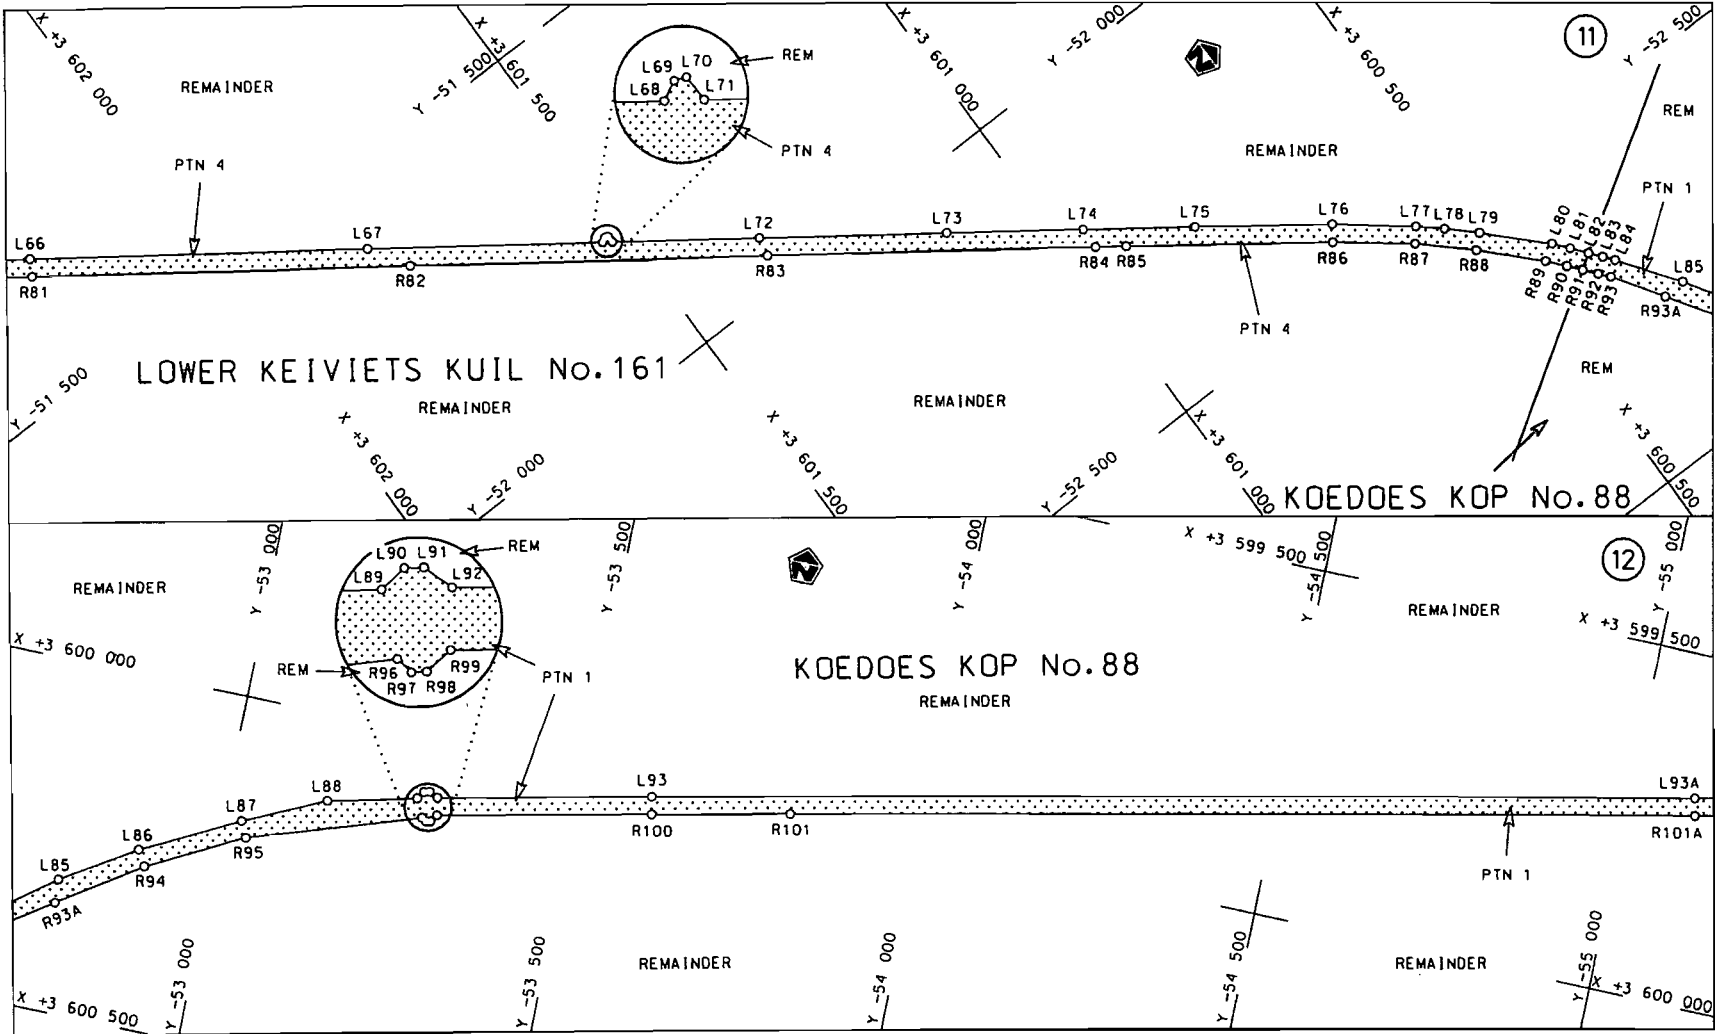 X +3 602 000
X +3 601 500
Y -51 500
X +3 601 000
Y -52 000
X +3 600 500
11
Y -52 500
REMAINDER
L69
L70
REM
L68
L71
PTN 4
N
REMAINDER
REM
PTN 4
PTN 1
L66
L67
L72
L73
L74
L75
L76
L77
L78
L79
L80
L81
L82
L83
L84
L85
R81
R82
R83
R84
R85
R86
R87
R88
R89
R90
R91
R92
R93
R93A
PTN 4
LOWER KEIVIETS KUIL No.161
REM
Y -51 500
REMAINDER
REMAINDER
X +3 602 000
Y -52 000
X +3 601 500
Y -52 500
X +3 601 000
X +3 600 500
KOEDOES KOP No.88
Y -53 000
Y -53 500
Y -54 000
X +3 599 500
Y -54 500
12
Y -55 000
REMAINDER
L90
L91
REM
L89
L92
N
REMAINDER
X +3 599 500
X +3 600 000
REM
R96
R97
R98
R99
PTN 1
KOEDOES KOP No.88
REMAINDER
L85
L86
L87
L88
L93
L93A
R93A
R94
R95
R100
R101
R101A
PTN 1
REMAINDER
REMAINDER
X +3 600 500
Y -53 000
Y -53 500
Y -54 000
Y -54 500
Y -55 000
X +3 600 000